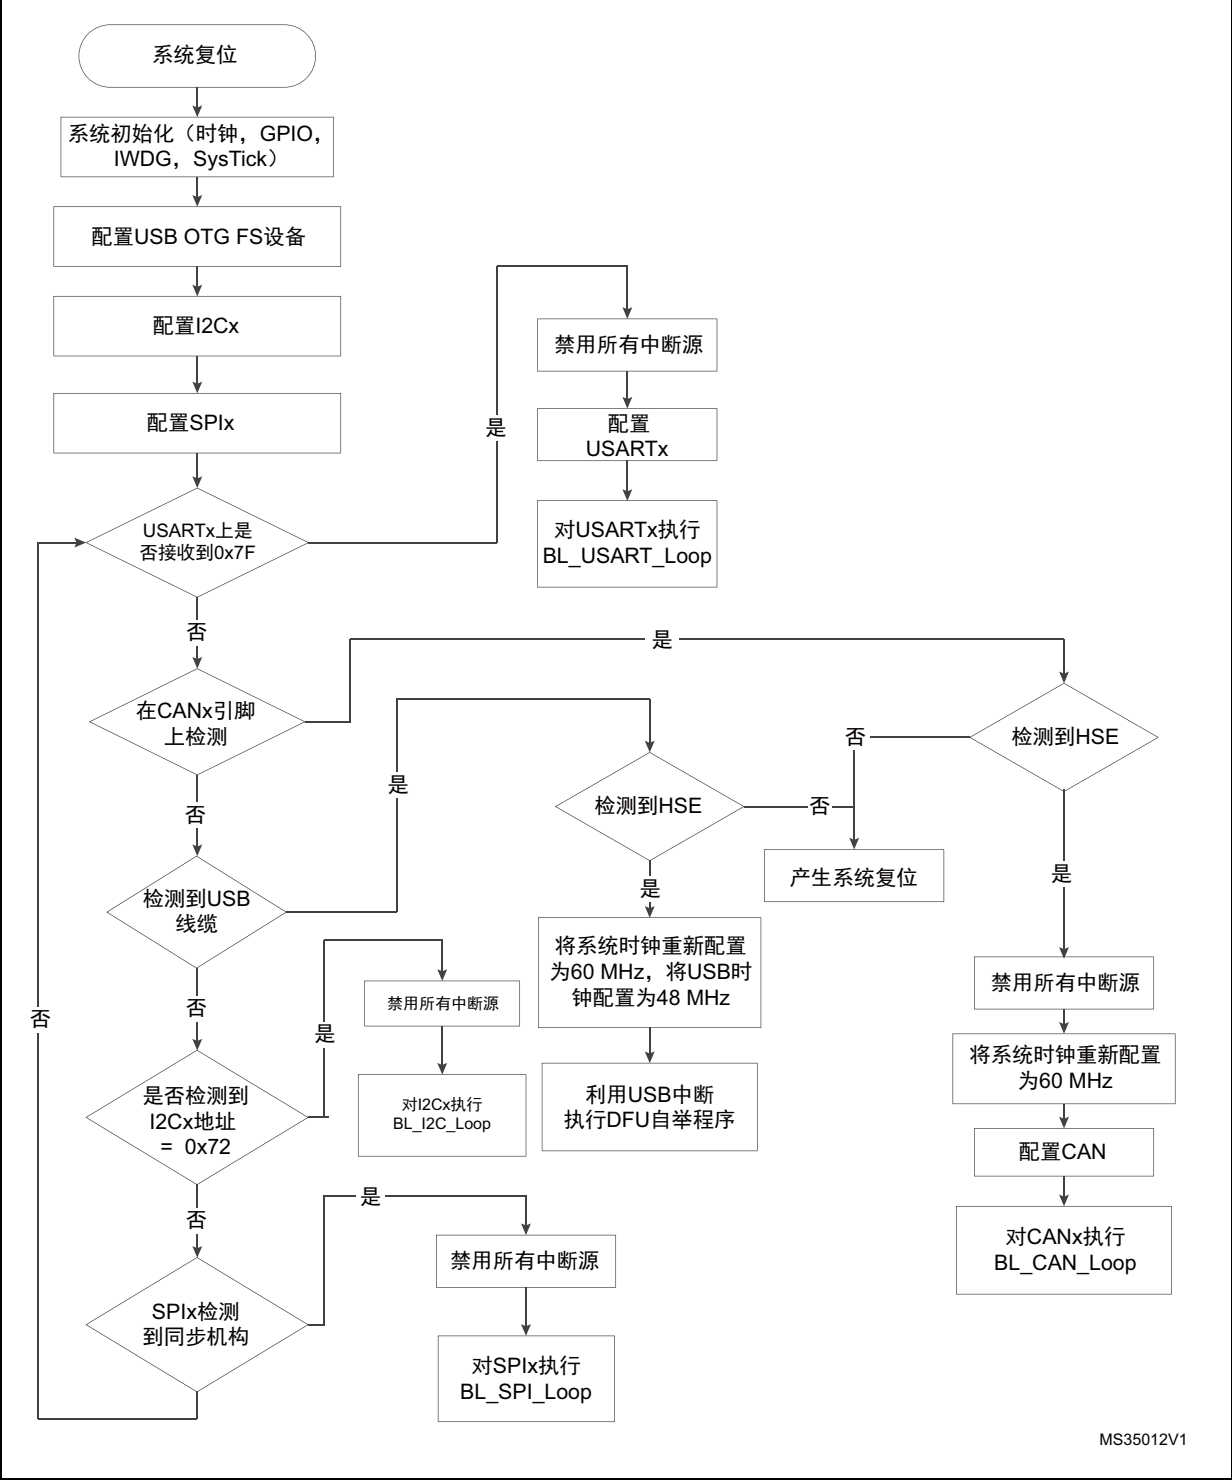 系统复位
系统初始化（时钟，GPIO，
IWDG，SysTick）
配置USB OTG FS设备
配置I2Cx
配置SPIx
USARTx上是
否接收到0x7F
是
禁用所有中断源
配置
USARTx
对USARTx执行
BL_USART_Loop
否
在CANx引脚
上检测
是
检测到HSE
否
是
禁用所有中断源
将系统时钟重新配置
为60 MHz
配置CAN
对CANx执行
BL_CAN_Loop
否
检测到USB
线缆
是
检测到HSE
否
产生系统复位
是
将系统时钟重新配置
为60 MHz，将USB时
钟配置为48 MHz
利用USB中断
执行DFU自举程序
否
是否检测到
I2Cx地址
= 0x72
是
禁用所有中断源
对I2Cx执行
BL_I2C_Loop
否
SPIx检测
到同步机构
是
禁用所有中断源
对SPIx执行
BL_SPI_Loop
否
MS35012V1